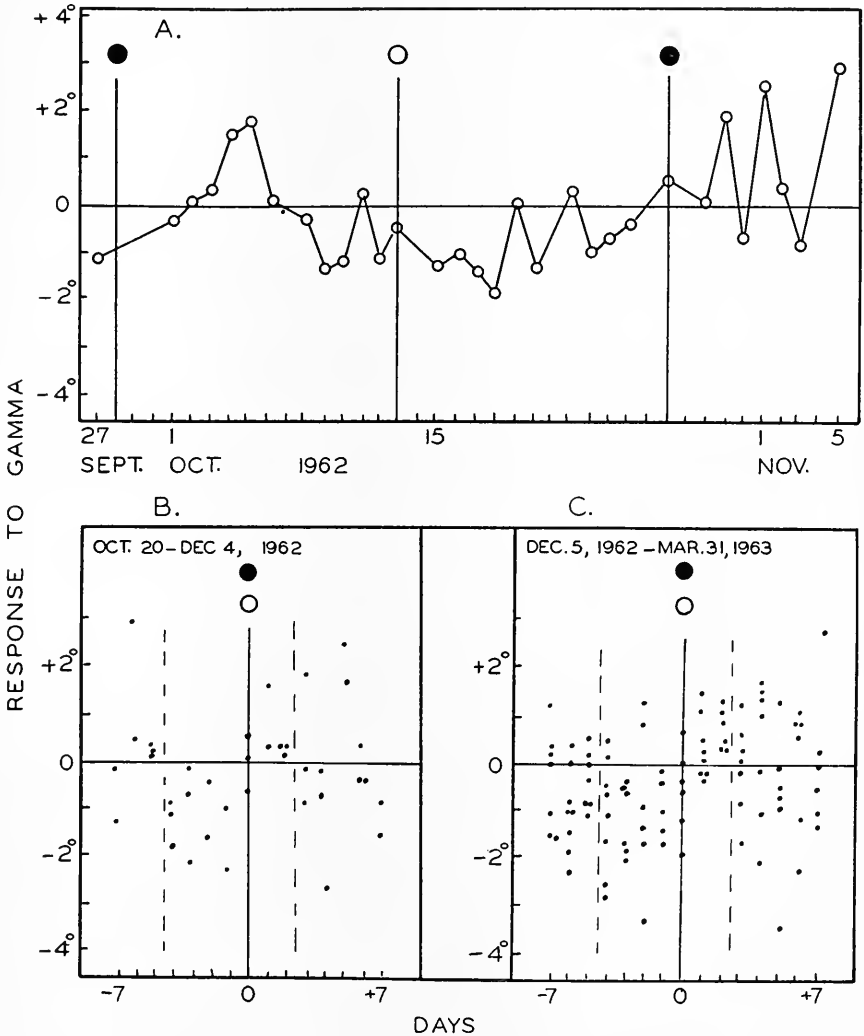 A.
+4°
+2°
0
-2°
-4°
27 1 15 1 5
SEPT. OCT. 1962 NOV.
RESPONSE TO GAMMA
B. C.
OCT. 20-DEC 4, 1962
DEC. 5, 1962-MAR. 31, 1963
+2°
0
-2°
-4°
-7 0 +7
+2°
0
-2°
-4°
-7 0 +7
DAYS